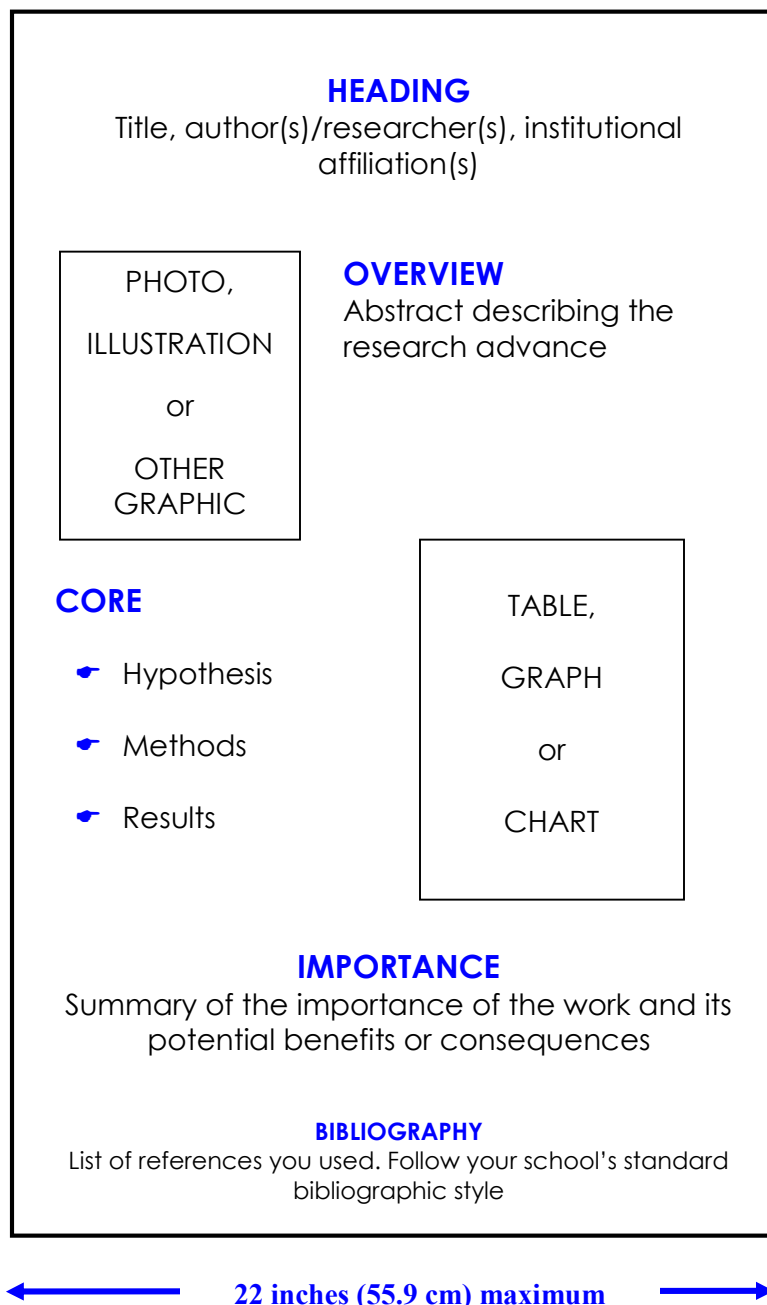 HEADING
Title, author(s)/researcher(s), institutional
affiliation(s)
PHOTO,
ILLUSTRATION
or
OTHER
GRAPHIC
OVERVIEW
Abstract describing the
research advance
CORE
Hypothesis
Methods
Results
TABLE,
GRAPH
or
CHART
IMPORTANCE
Summary of the importance of the work and its
potential benefits or consequences
BIBLIOGRAPHY
List of references you used. Follow your school’s standard
bibliographic style
22 inches (55.9 cm) maximum